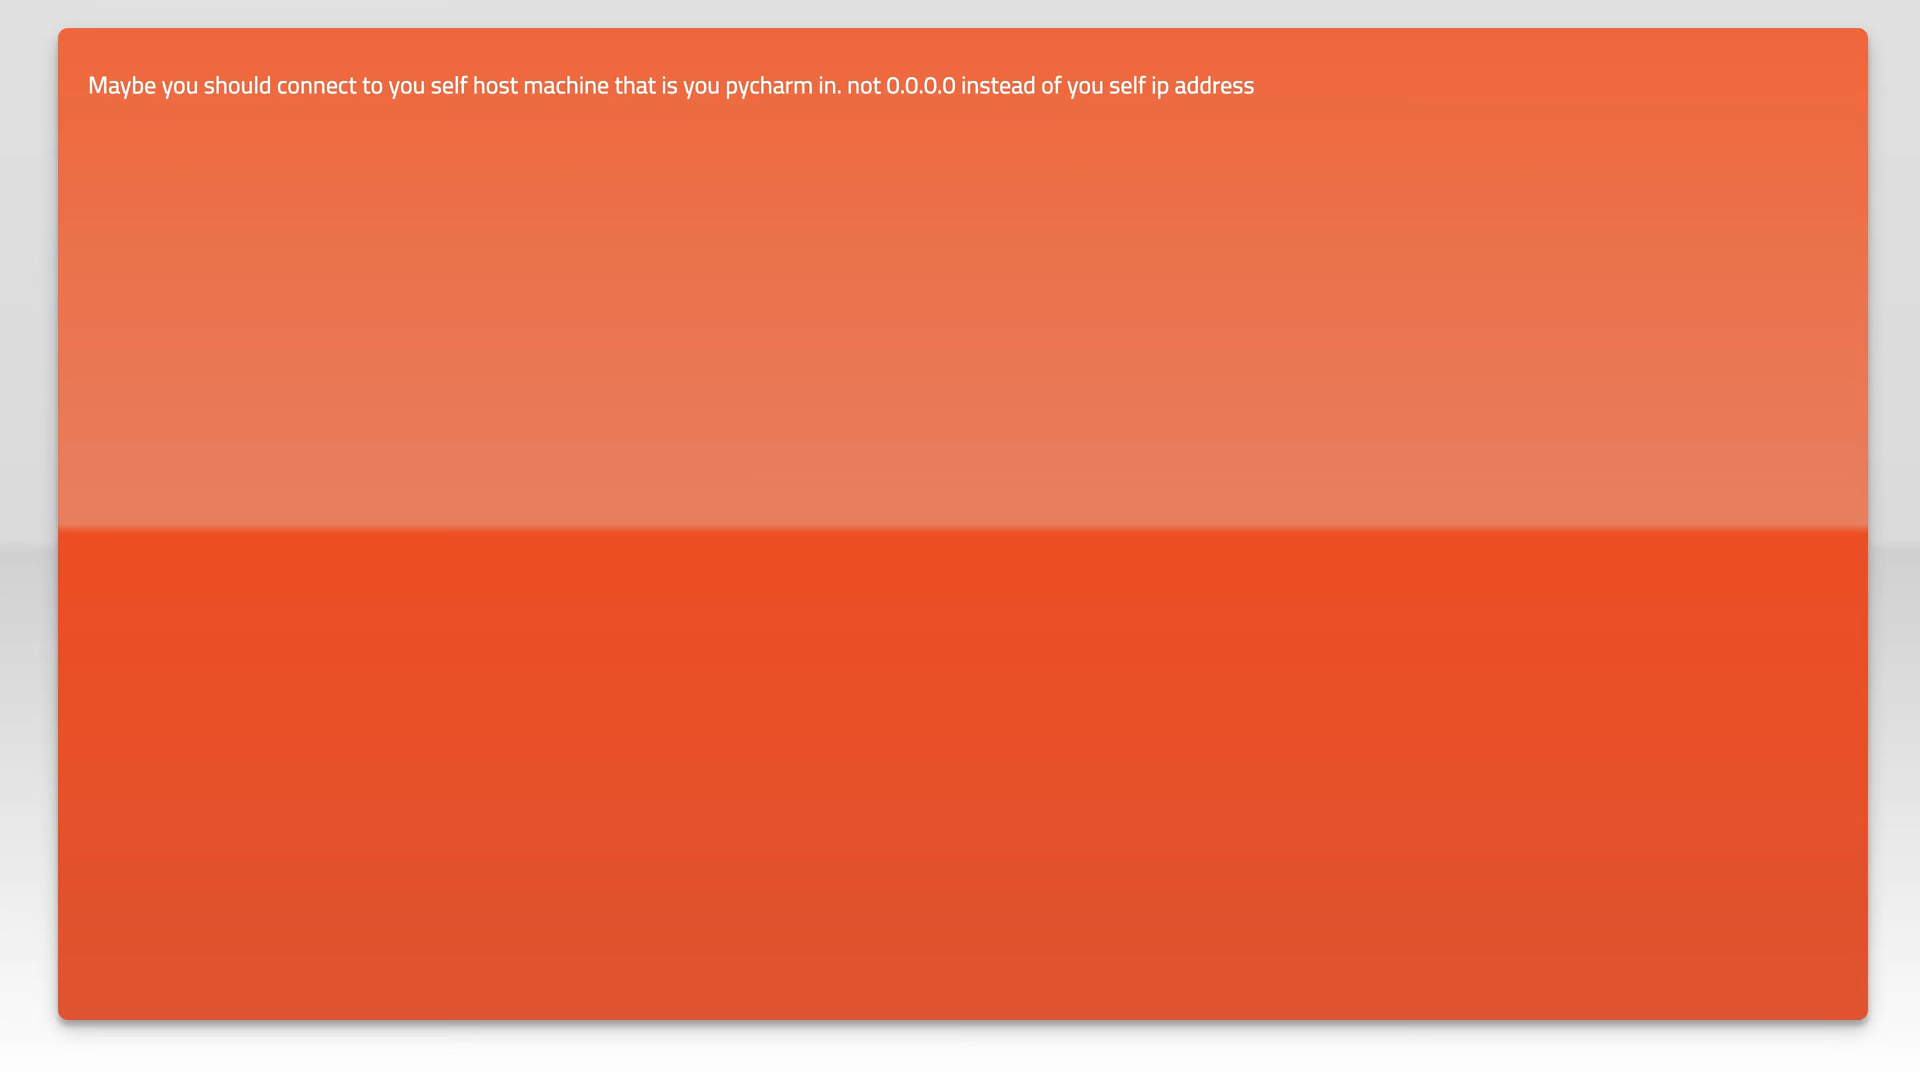 Maybe you should connect to you self host machine that is you pycharm in. not 0.0.0.0 instead of you self ip address